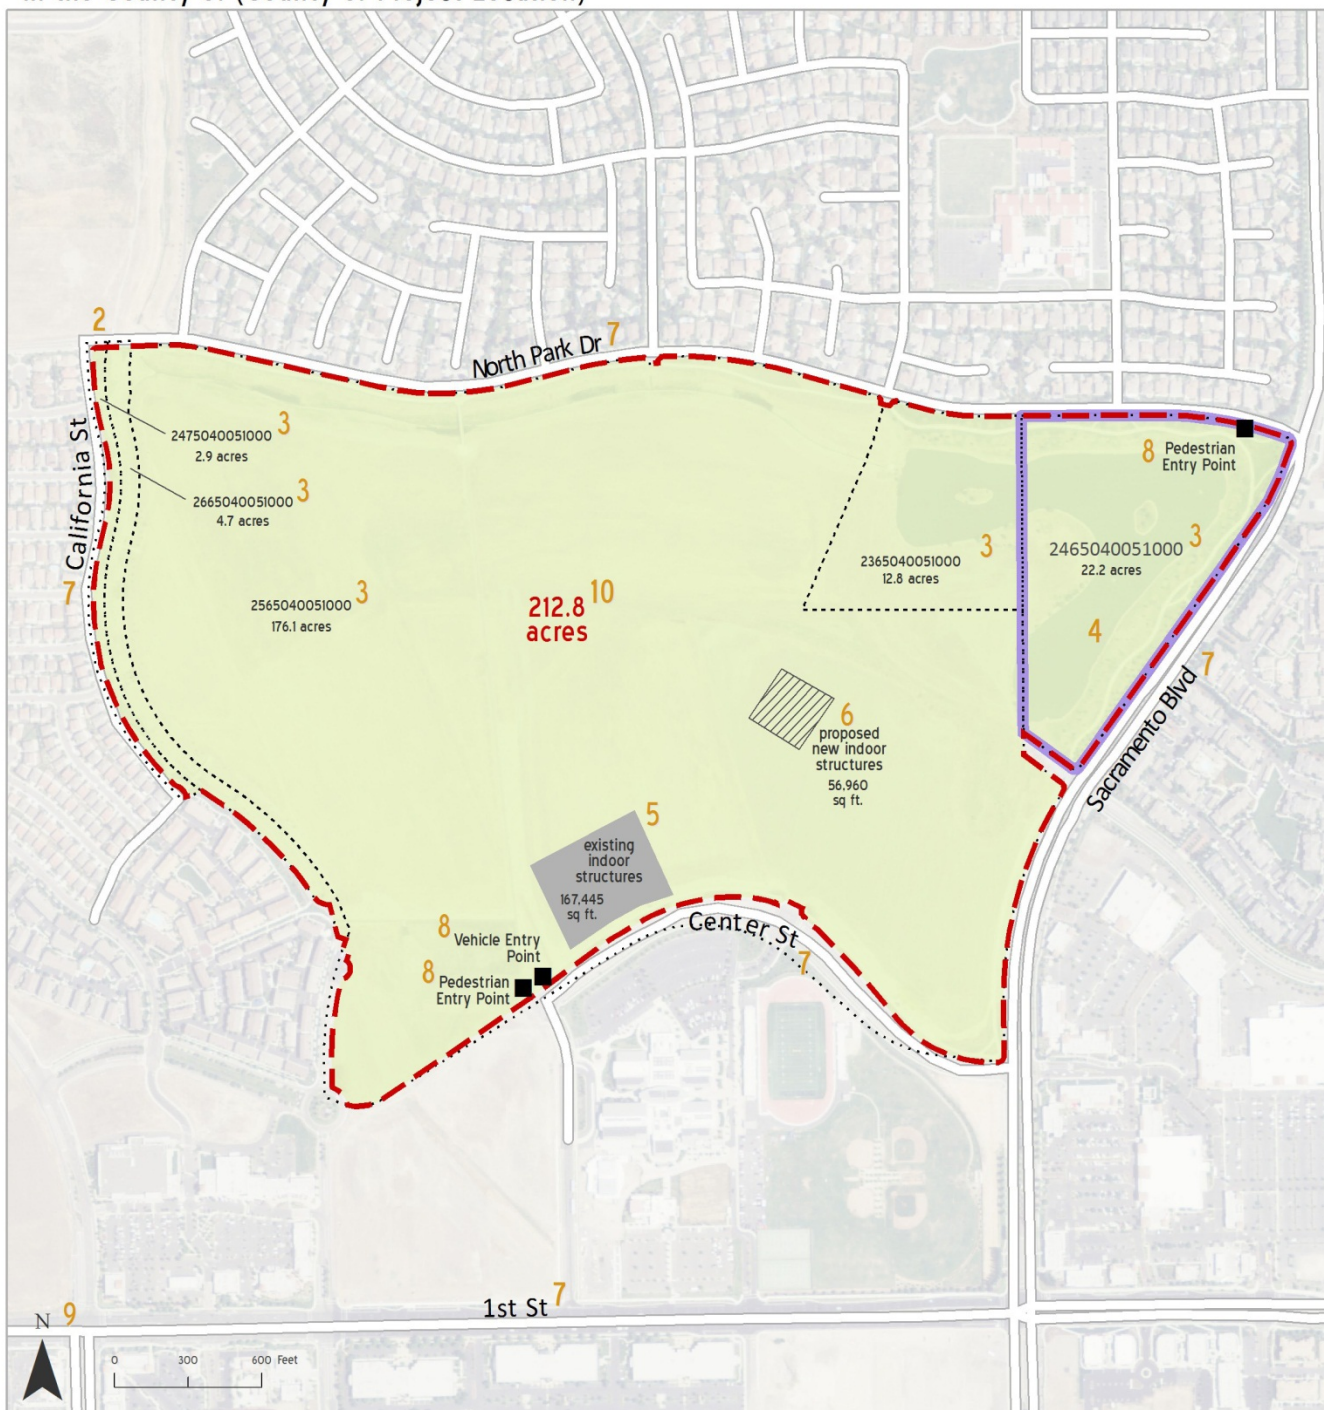 2
North Park Dr 7
California St
7
2475040051000 3
2.9 acres
2665040051000 3
4.7 acres
2565040051000 3
176.1 acres
212.8 10
acres
2365040051000 3
12.8 acres
8 Pedestrian
Entry Point
2465040051000 3
22.2 acres
4
Sacramento Blvd 7
6
proposed
new indoor
structures
56,960
sq ft.
5
existing
indoor
structures
167,445
sq ft.
Center St
7
8 Vehicle Entry
Point
8 Pedestrian
Entry Point
1st St 7
9
N
0 300 600 Feet